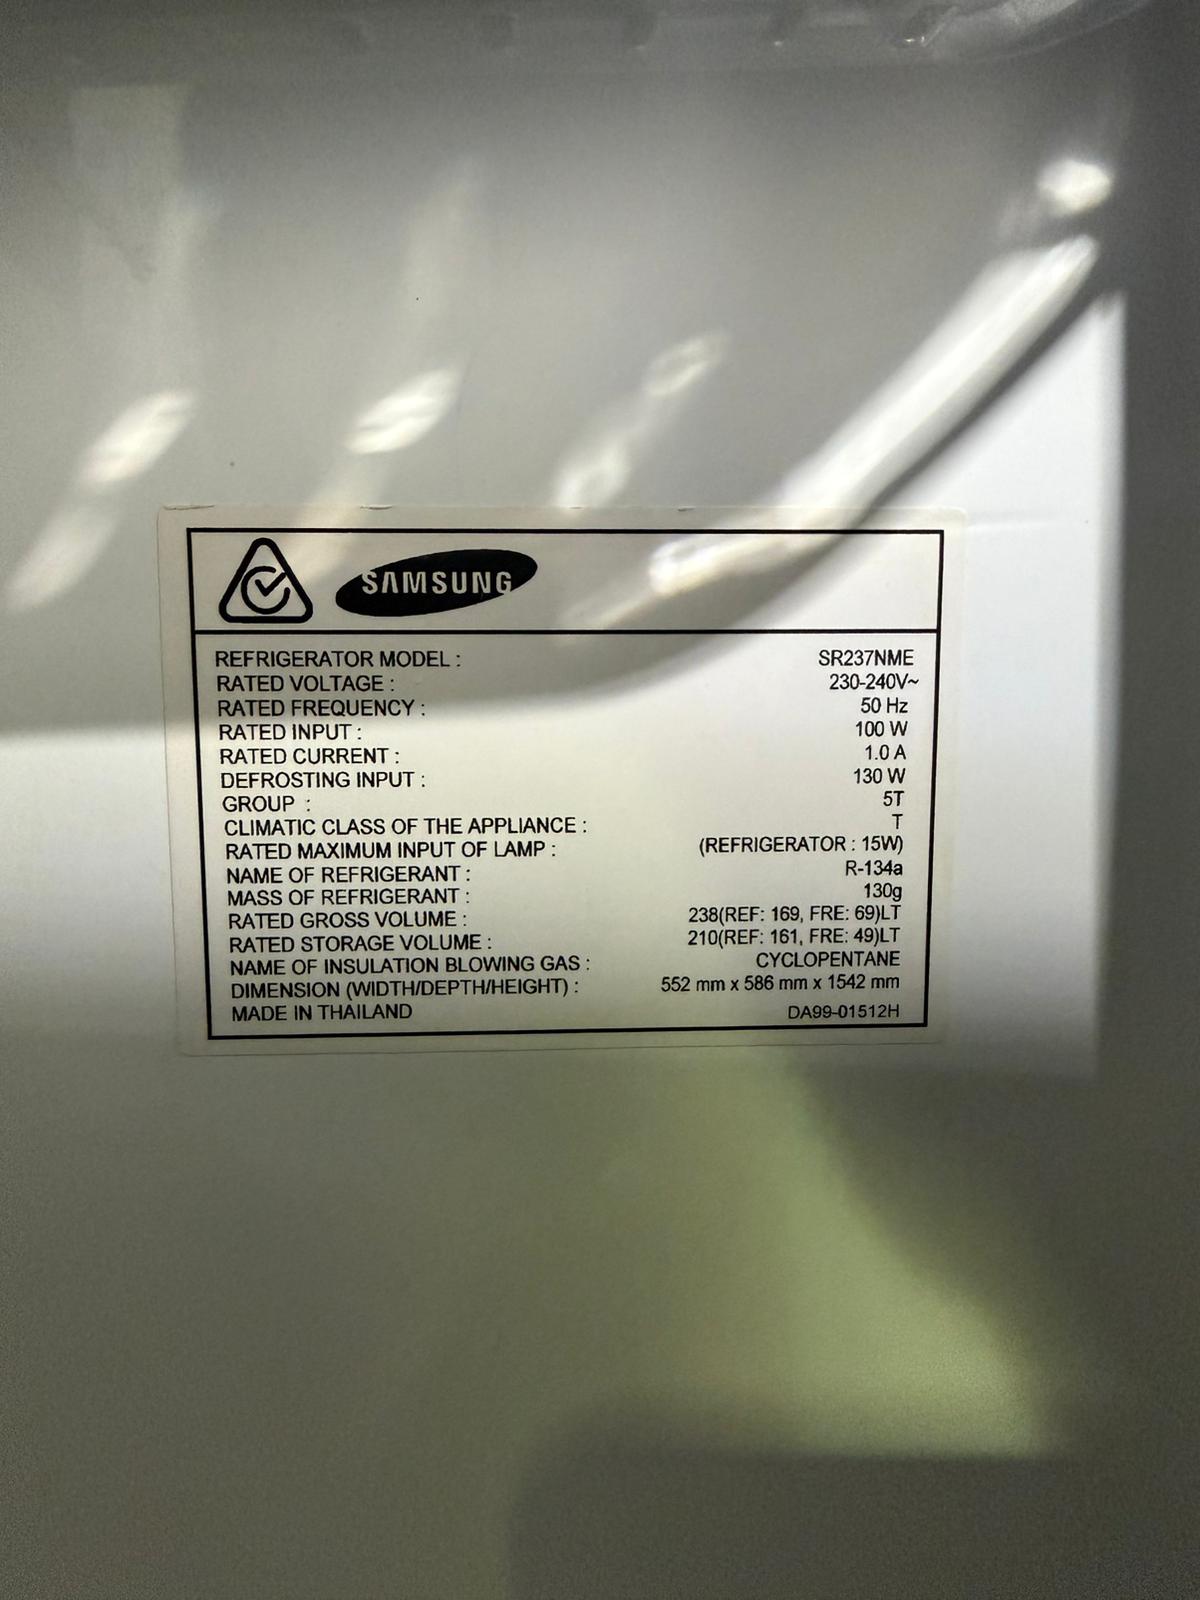 SAMSUNG
REFRIGERATOR MODEL : SR237NME
RATED VOLTAGE : 230-240V~
RATED FREQUENCY : 50 Hz
RATED INPUT : 100 W
RATED CURRENT : 1.0 A
DEFROSTING INPUT : 130 W
GROUP : 5T
CLIMATIC CLASS OF THE APPLIANCE : T
RATED MAXIMUM INPUT OF LAMP : (REFRIGERATOR : 15W)
NAME OF REFRIGERANT : R-134a
MASS OF REFRIGERANT : 130g
RATED GROSS VOLUME : 238(REF: 169, FRE: 69)LT
RATED STORAGE VOLUME : 210(REF: 161, FRE: 49)LT
NAME OF INSULATION BLOWING GAS : CYCLOPENTANE
DIMENSION (WIDTH/DEPTH/HEIGHT) : 552 mm x 586 mm x 1542 mm
MADE IN THAILAND DA99-01512H